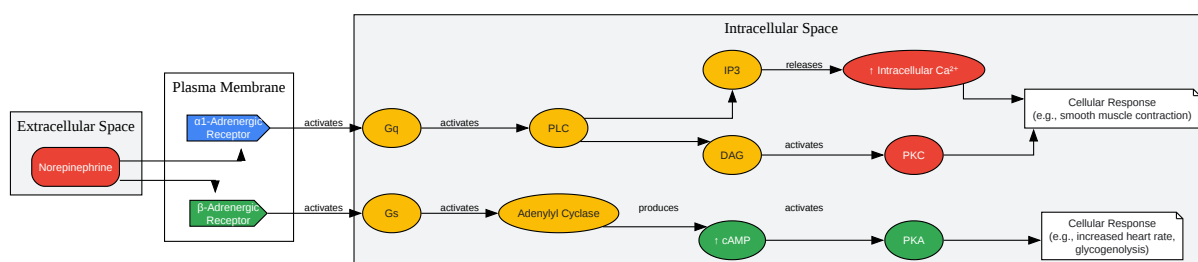 Intracellular Space
Plasma Membrane
Extracellular Space
Norepinephrine
α1-Adrenergic
Receptor
β-Adrenergic
Receptor
activates
Gq
activates
PLC
IP3
releases
↑ Intracellular Ca²⁺
DAG
activates
PKC
Cellular Response
(e.g., smooth muscle contraction)
activates
Gs
activates
Adenylyl Cyclase
produces
↑ cAMP
activates
PKA
Cellular Response
(e.g., increased heart rate,
glycogenolysis)